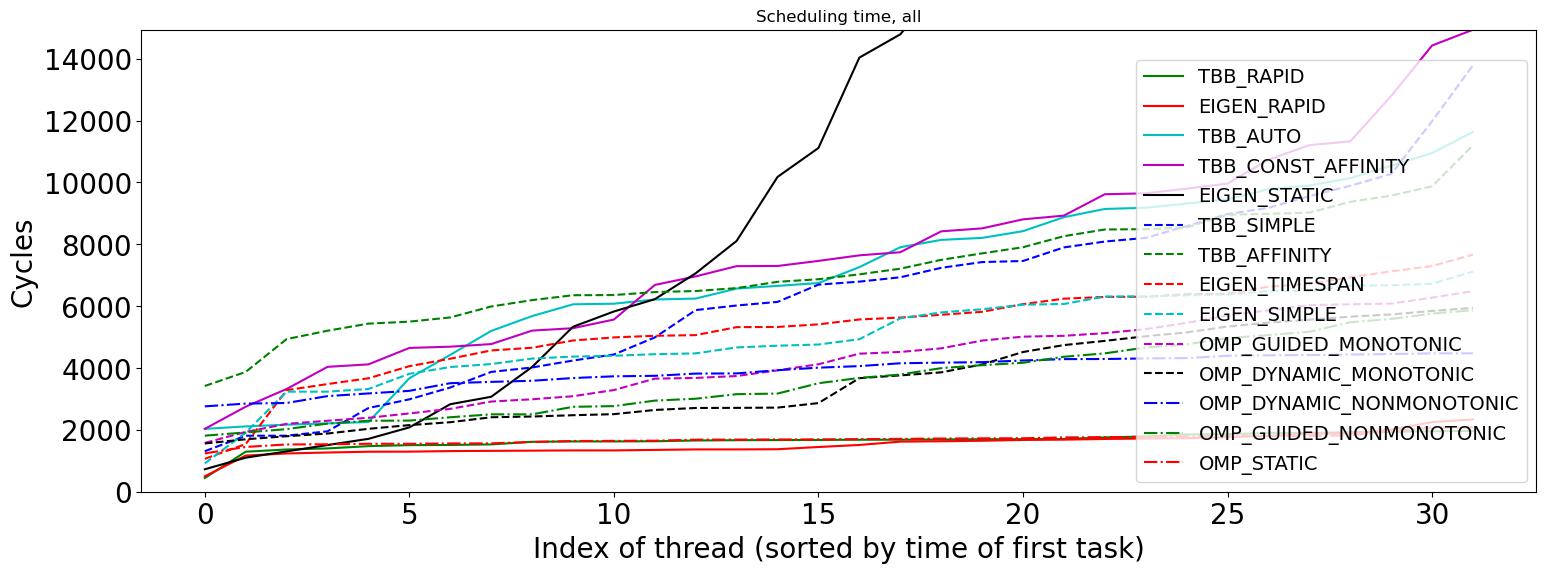 Scheduling time, all
14000
12000
10000
8000
6000
4000
2000
0
Cycles
TBB_RAPID
EIGEN_RAPID
TBB_AUTO
TBB_CONST_AFFINITY
EIGEN_STATIC
TBB_SIMPLE
TBB_AFFINITY
EIGEN_TIMESPAN
EIGEN_SIMPLE
OMP_GUIDED_MONOTONIC
OMP_DYNAMIC_MONOTONIC
OMP_DYNAMIC_NONMONOTONIC
OMP_GUIDED_NONMONOTONIC
OMP_STATIC
0 5 10 15 20 25 30
Index of thread (sorted by time of first task)